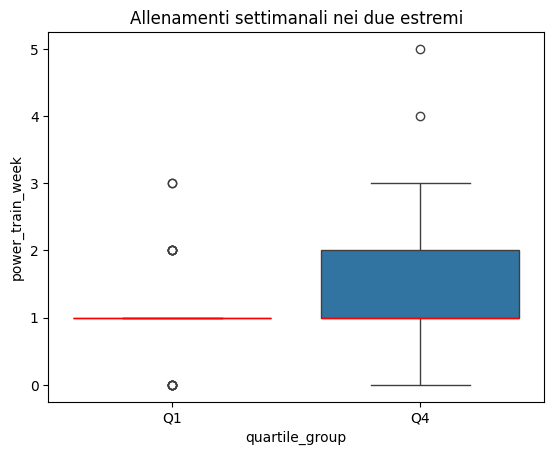 Allenamenti settimanali nei due estremi
power_train_week
5
4
3
2
1
0
Q1 Q4
quartile_group